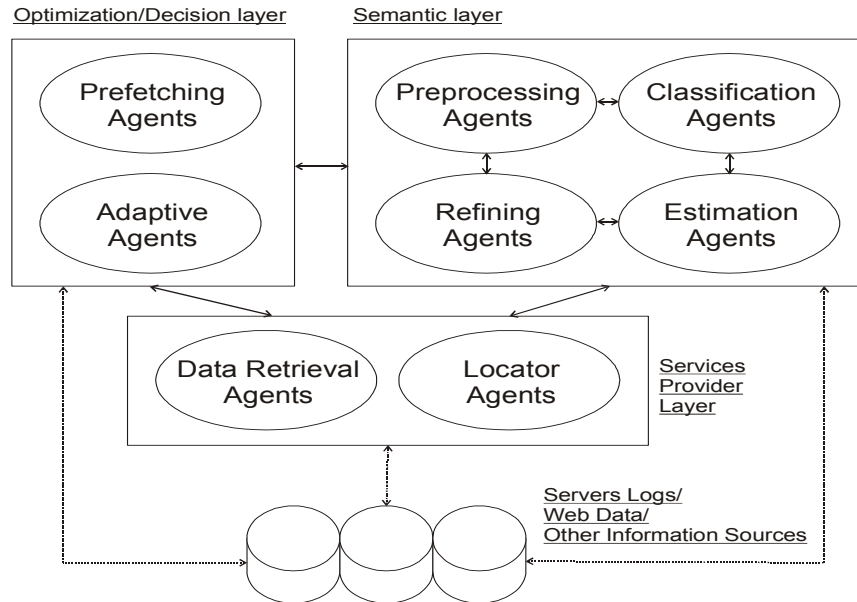 Optimization/Decision layer
Semantic layer
Prefetching
Agents
Adaptive
Agents
Preprocessing
Agents
Classification
Agents
Refining
Agents
Estimation
Agents
Data Retrieval
Agents
Locator
Agents
Services
Provider
Layer
Servers Logs/
Web Data/
Other Information Sources